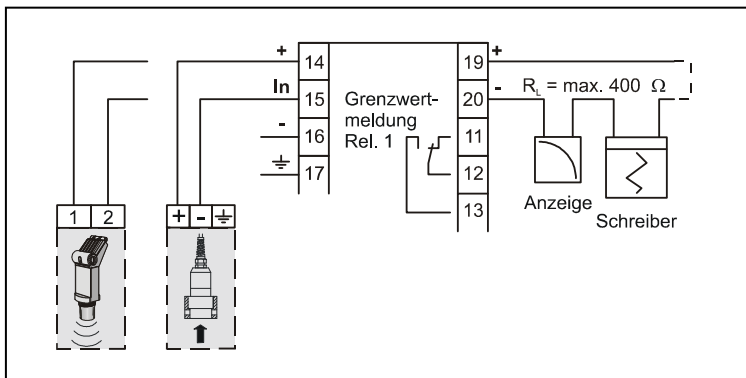 + 14
In 15
- 16
⏚ 17
Grenzwert-
meldung
Rel. 1
19 +
20 -
11
12
13
R_L = max. 400 Ω
Anzeige
Schreiber
1 2
+ - ⏚